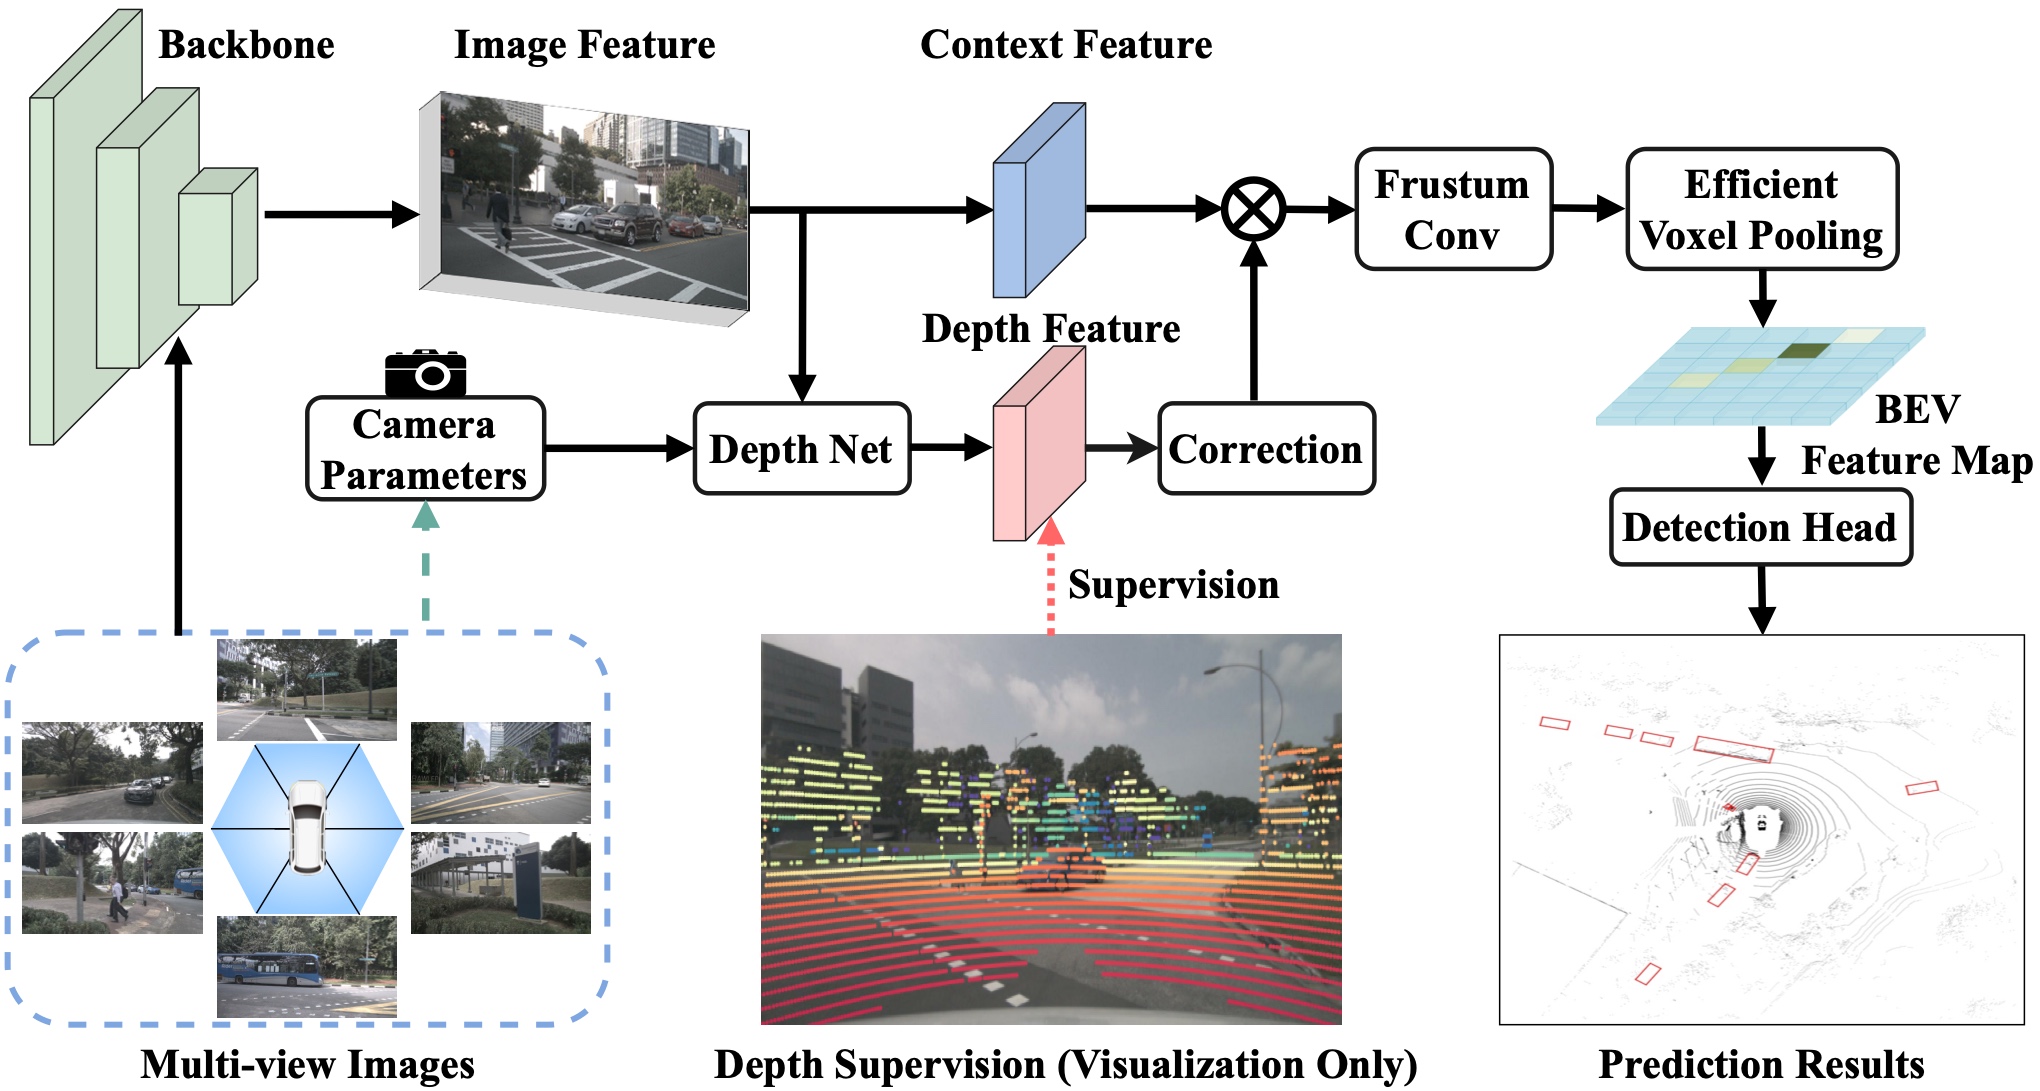 Backbone
Image Feature
Context Feature
Frustum
Conv
Efficient
Voxel Pooling
Depth Feature
Camera
Parameters
Depth Net
Correction
BEV
Feature Map
Detection Head
Supervision
Multi-view Images
Depth Supervision (Visualization Only)
Prediction Results